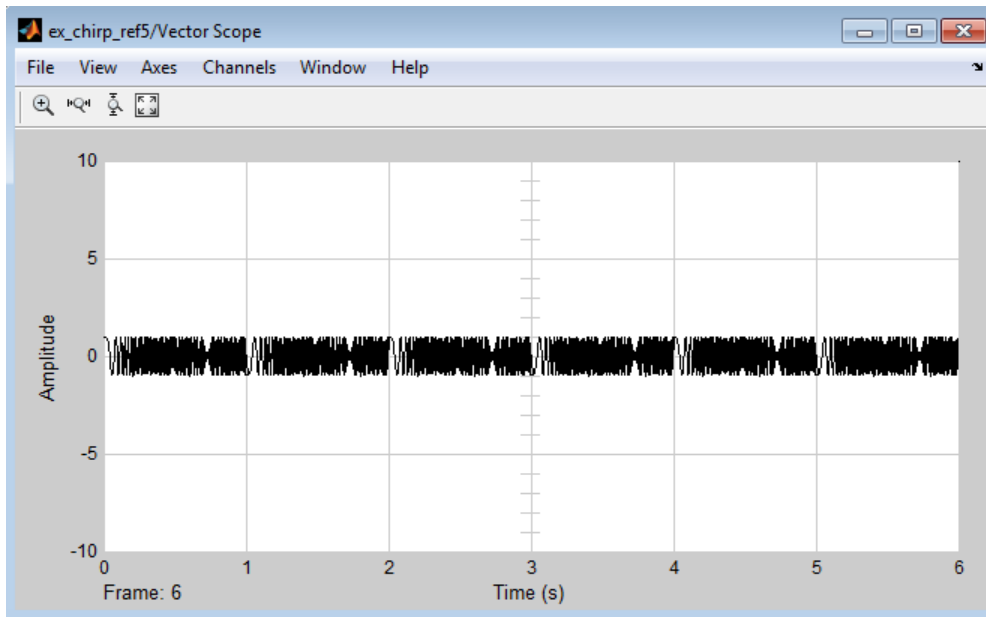 ex_chirp_ref5/Vector Scope
File View Axes Channels Window Help
10
5
0
-5
-10
Amplitude
0 1 2 3 4 5 6
Frame: 6 Time (s)